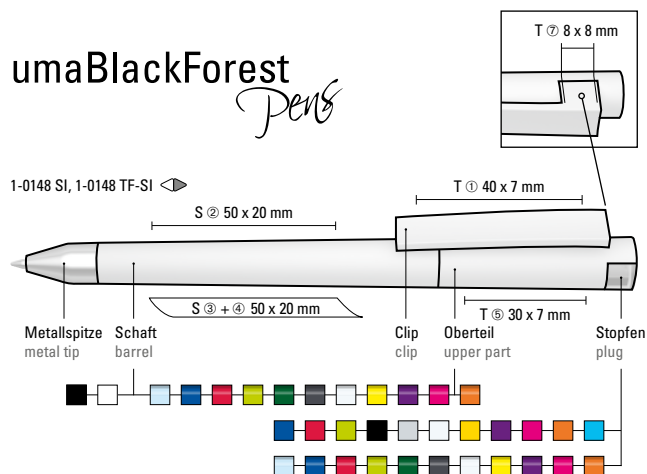 T ⑦ 8 x 8 mm
umaBlackForest
Pens
1-0148 SI, 1-0148 TF-SI
T ① 40 x 7 mm
S ② 50 x 20 mm
S ③ + ④ 50 x 20 mm
T ⑤ 30 x 7 mm
Metallspitze Schaft Clip Oberteil Stopfen
metal tip barrel clip upper part plug